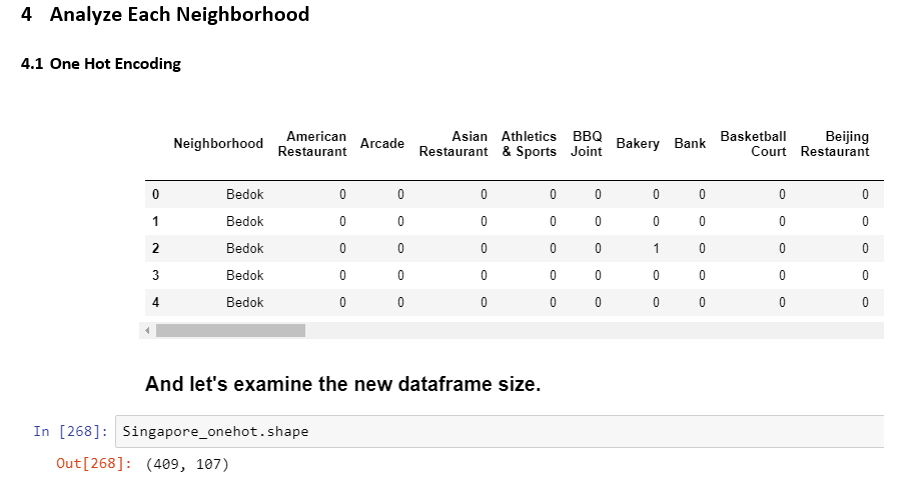 4 Analyze Each Neighborhood
4.1 One Hot Encoding
Neighborhood American Restaurant Arcade Asian Restaurant Athletics & Sports BBQ Joint Bakery Bank Basketball Court Beijing Restaurant
0 Bedok 0 0 0 0 0 0 0 0 0
1 Bedok 0 0 0 0 0 0 0 0 0
2 Bedok 0 0 0 0 0 1 0 0 0
3 Bedok 0 0 0 0 0 0 0 0 0
4 Bedok 0 0 0 0 0 0 0 0 0
And let's examine the new dataframe size.
In [268]: Singapore_onehot.shape
Out[268]: (409, 107)